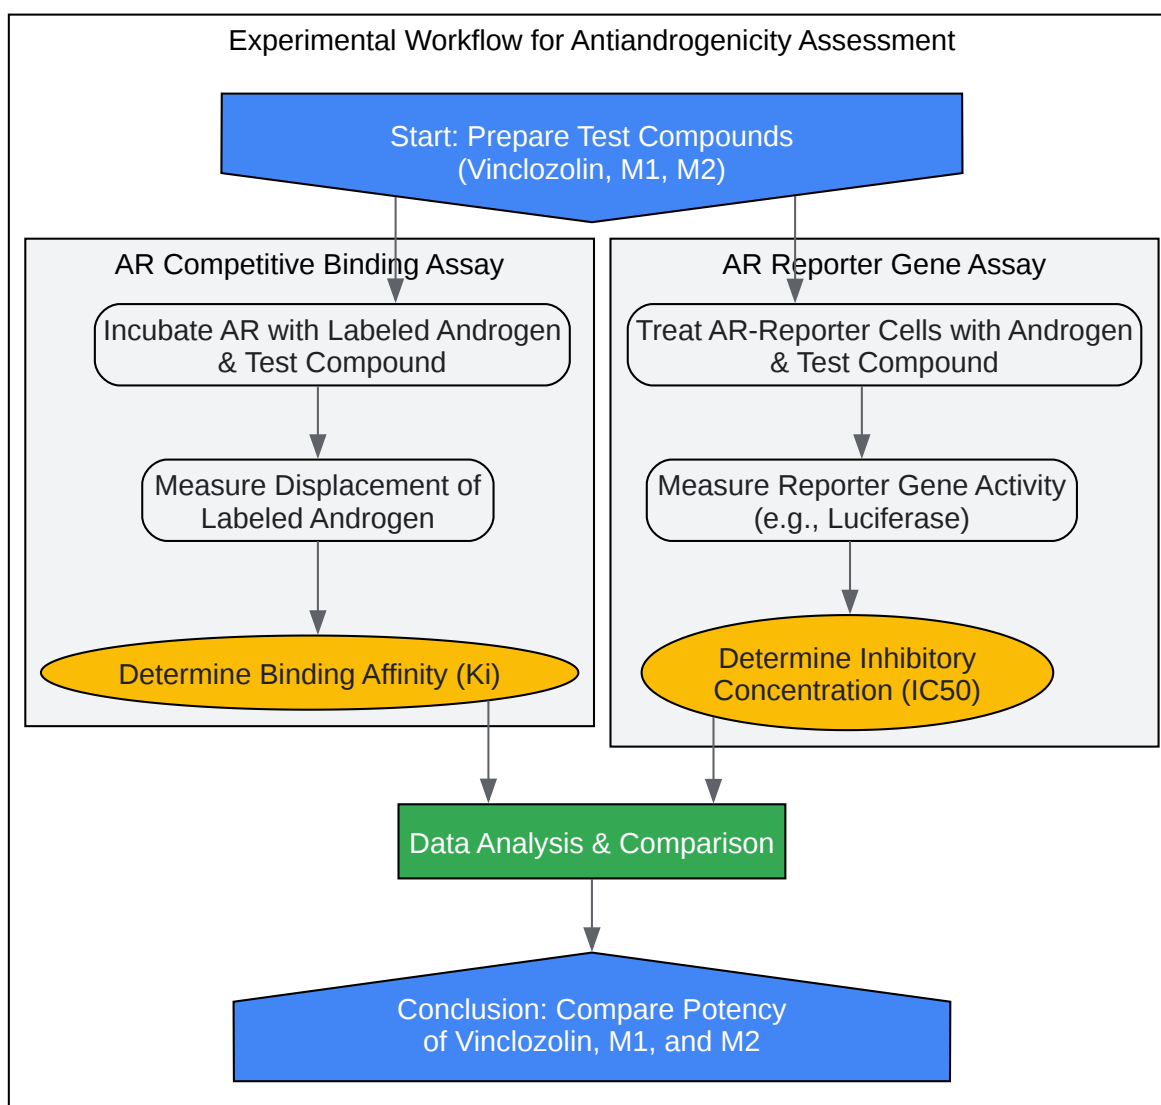 Experimental Workflow for Antiandrogenicity Assessment
Start: Prepare Test Compounds
(Vinclozolin, M1, M2)
AR Competitive Binding Assay
Incubate AR with Labeled Androgen
& Test Compound
Measure Displacement of
Labeled Androgen
Determine Binding Affinity (Ki)
AR Reporter Gene Assay
Treat AR-Reporter Cells with Androgen
& Test Compound
Measure Reporter Gene Activity
(e.g., Luciferase)
Determine Inhibitory
Concentration (IC50)
Data Analysis & Comparison
Conclusion: Compare Potency
of Vinclozolin, M1, and M2